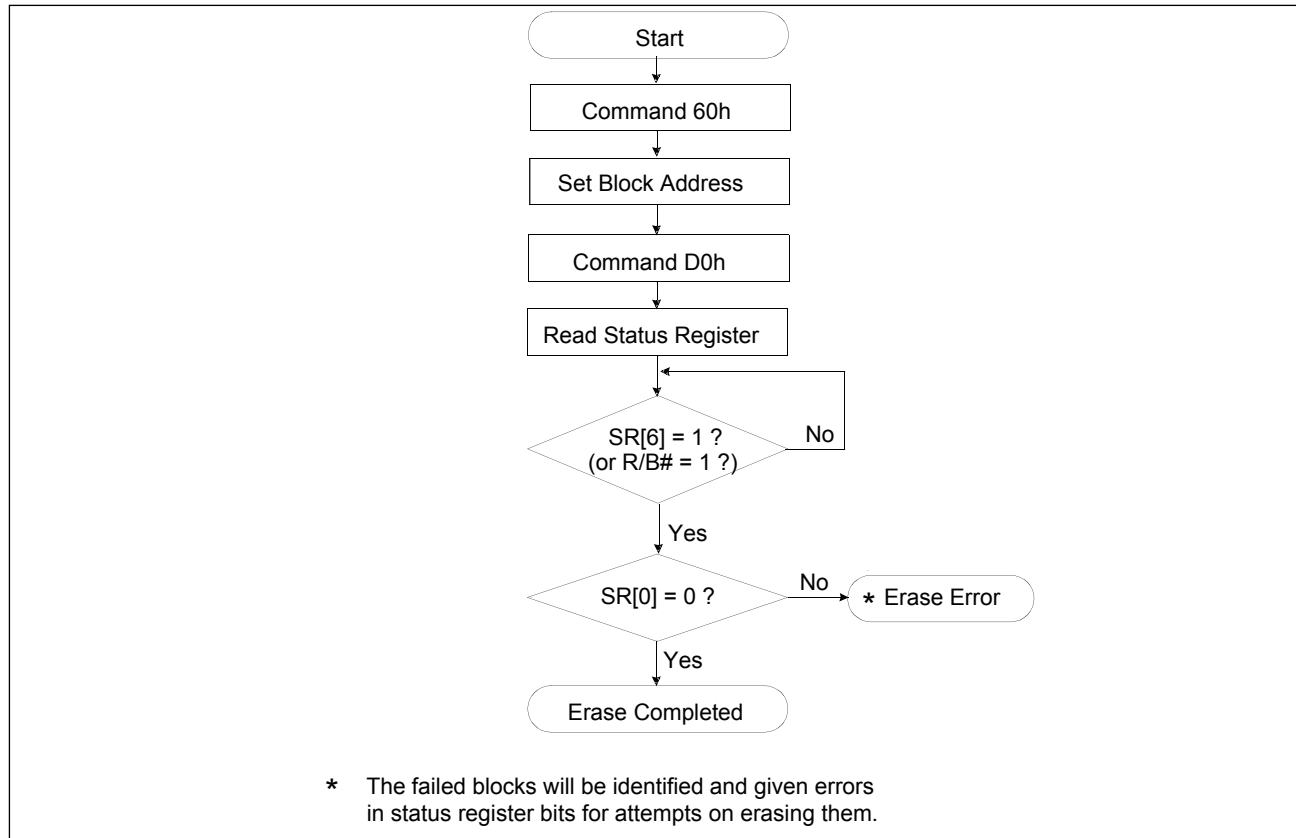 Start
Command 60h
Set Block Address
Command D0h
Read Status Register
SR[6] = 1 ?
(or R/B# = 1 ?)
No
Yes
SR[0] = 0 ?
No
* Erase Error
Yes
Erase Completed
* The failed blocks will be identified and given errors
in status register bits for attempts on erasing them.